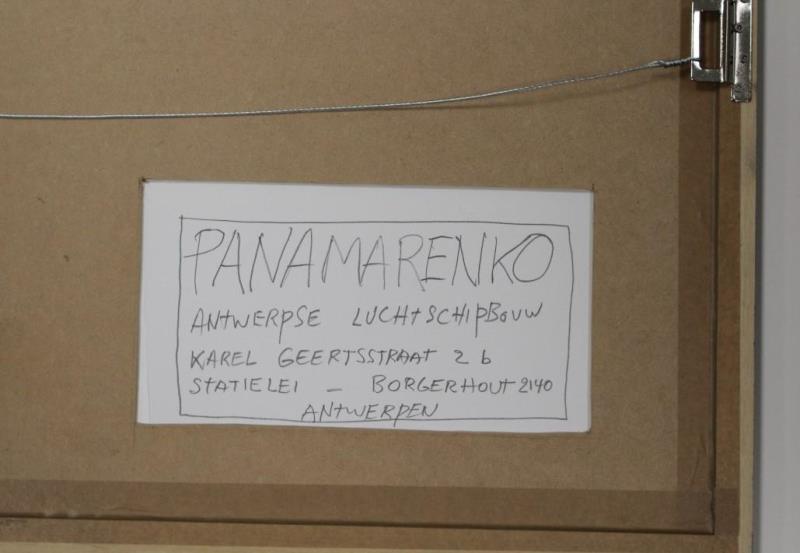 PANAMARENKO
ANTWERPSE LUCHTSCHIPBOUW
KAREL GEERTSSTRAAT 2 b
STATIELEI - BORGERHOUT 2140
ANTWERPEN